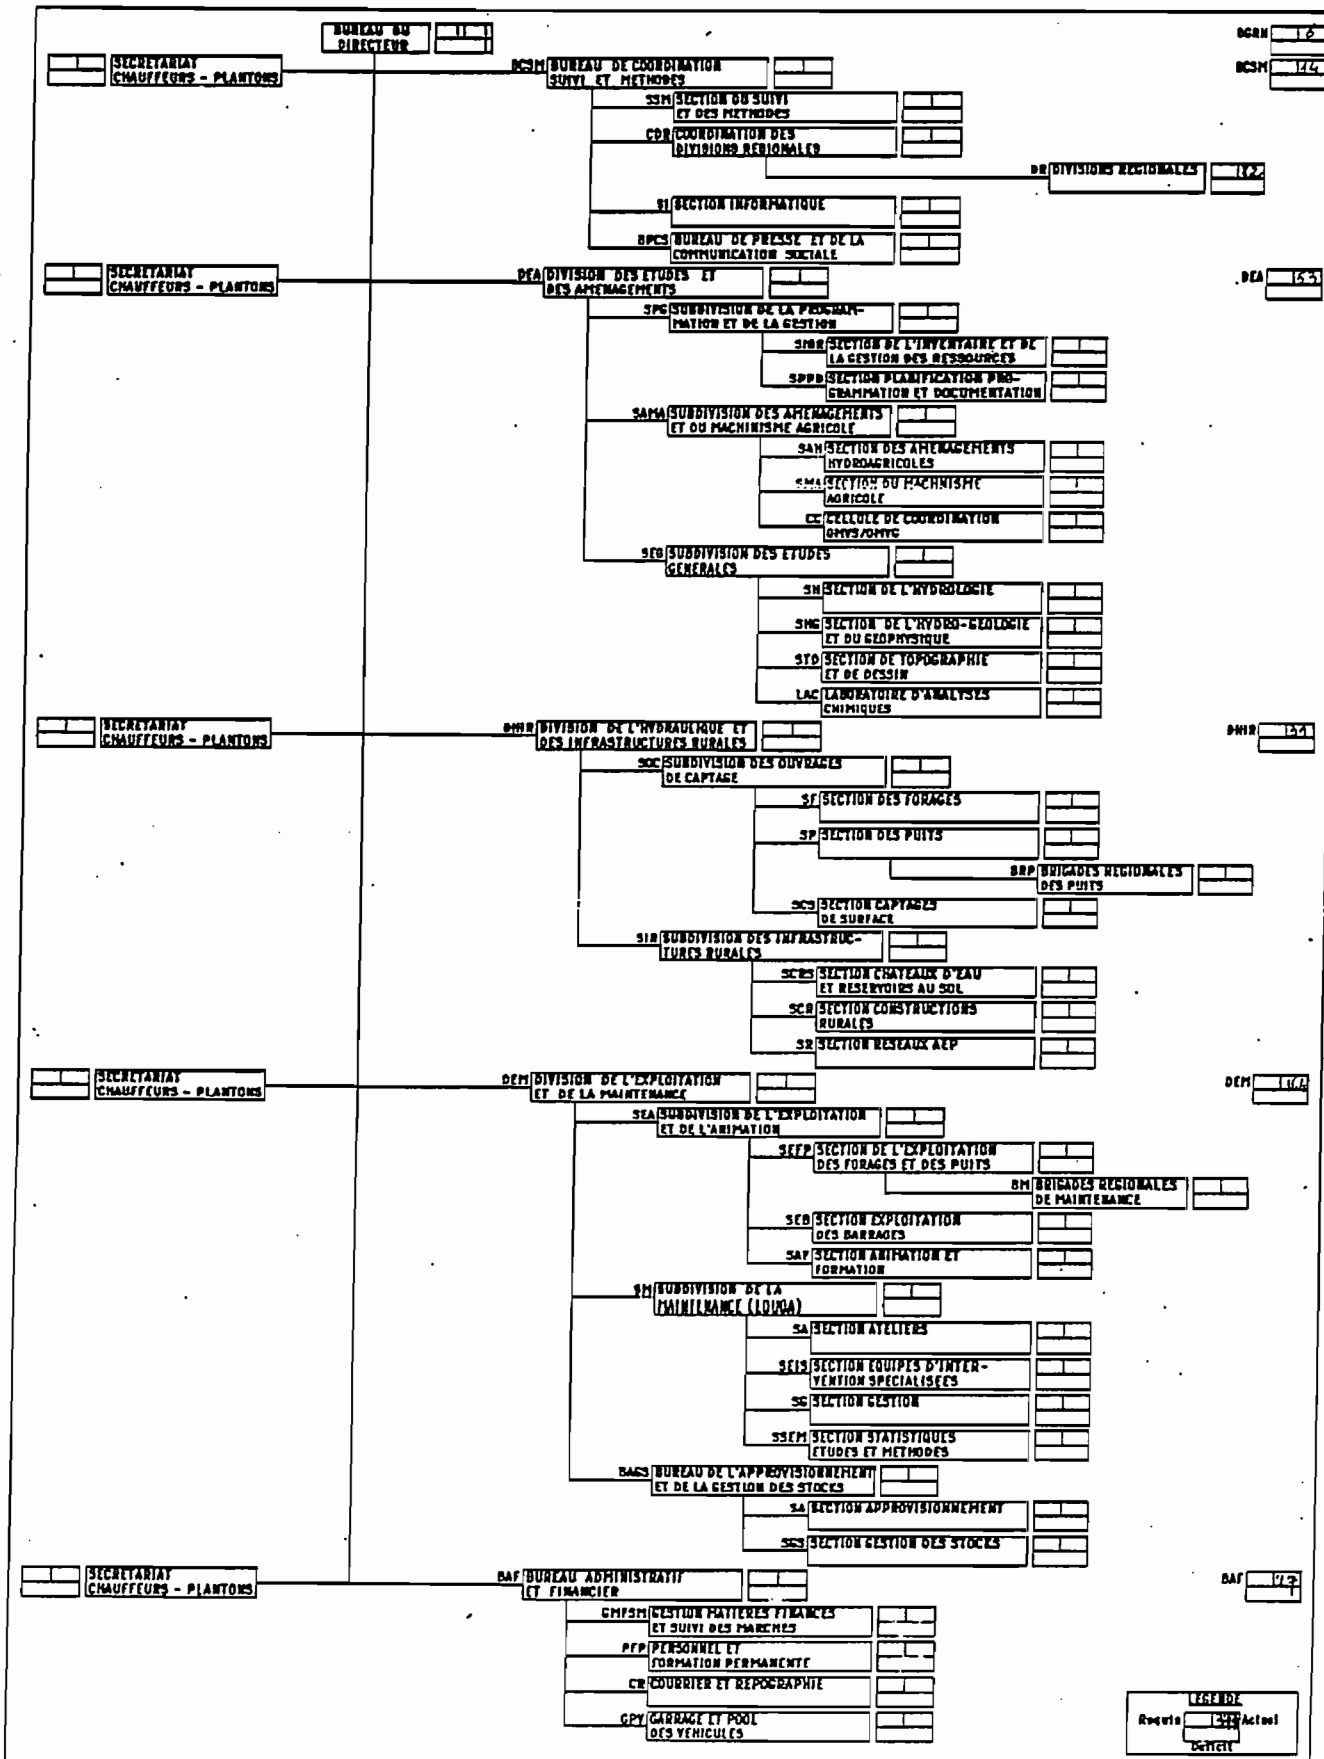 BUREAU DU
DIRECTEUR
DGRH
SECRETARIAT
CHAUFFEURS - PLANTONS
BCSM BUREAU DE COORDINATION
SUIVI ET METHODES
BCSM 114
SSM SECTION DU SUIVI
ET DES METHODES
CDR COORDINATION DES
DIVISIONS REGIONALES
DR DIVISIONS REGIONALES
SI SECTION INFORMATIQUE
BPCS BUREAU DE PRESSE ET DE LA
COMMUNICATION SOCIALE
SECRETARIAT
CHAUFFEURS - PLANTONS
DEA DIVISION DES ETUDES ET
DES AMENAGEMENTS
DEA 153
SPG SUBDIVISION DE LA PROGRAM-
MATION ET DE LA GESTION
SIGR SECTION DE L'INVENTAIRE ET DE
LA GESTION DES RESSOURCES
SPPD SECTION PLANIFICATION PRO-
GRAMMATION ET DOCUMENTATION
SAMA SUBDIVISION DES AMENAGEMENTS
ET DU MACHINISME AGRICOLE
SAH SECTION DES AMENAGEMENTS
HYDROAGRICOLES
SMA SECTION DU MACHNISME
AGRICOLE
CC CELLULE DE COORDINATION
OMVS/OMVG
SEG SUBDIVISION DES ETUDES
GENERALES
SH SECTION DE L'HYDROLOGIE
SHG SECTION DE L'HYDRO-GEOLOGIE
ET DU GEOPHYSIQUE
STD SECTION DE TOPOGRAPHIE
ET DE DESSIN
LAC LABORATOIRE D'ANALYSES
CHIMIQUES
SECRETARIAT
CHAUFFEURS - PLANTONS
DHIR DIVISION DE L'HYDRAULIQUE ET
DES INFRASTRUCTURES RURALES
DHIR
SOC SUBDIVISION DES OUVRAGES
DE CAPTAGE
SF SECTION DES FORAGES
SP SECTION DES PUITS
BRP BRIGADES REGIONALES
DES PUITS
SCS SECTION CAPTAGES
DE SURFACE
SIR SUBDIVISION DES INFRASTRUC-
TURES RURALES
SCRS SECTION CHATEAUX D'EAU
ET RESERVOIRS AU SOL
SCR SECTION CONSTRUCTIONS
RURALES
SR SECTION RESEAUX AEP
SECRETARIAT
CHAUFFEURS - PLANTONS
DEM DIVISION DE L'EXPLOITATION
ET DE LA MAINTENANCE
DEM
SEA SUBDIVISION DE L'EXPLOITATION
ET DE L'ANIMATION
SEFP SECTION DE L'EXPLOITATION
DES FORAGES ET DES PUITS
BM BRIGADES REGIONALES
DE MAINTENANCE
SEB SECTION EXPLOITATION
DES BARRAGES
SAF SECTION ANIMATION ET
FORMATION
SM SUBDIVISION DE LA
MAINTENANCE (LOUGA)
SA SECTION ATELIERS
SEIS SECTION EQUIPES D'INTER-
VENTION SPECIALISEES
SG SECTION GESTION
SSEM SECTION STATISTIQUES
ETUDES ET METHODES
BAGS BUREAU DE L'APPROVISIONNEMENT
ET DE LA GESTION DES STOCKS
SA SECTION APPROVISIONNEMENT
SGS SECTION GESTION DES STOCKS
SECRETARIAT
CHAUFFEURS - PLANTONS
BAF BUREAU ADMINISTRATIF
ET FINANCIER
BAF
GMFSM GESTION MATIERES FINANCES
ET SUIVI DES MARCHES
PFP PERSONNEL ET
FORMATION PERMANENTE
CR COURRIER ET REPOGRAPHIE
GPV GARRAGE ET POOL
DES VEHICULES
LEGENDE
Requis Actuel
Deficit